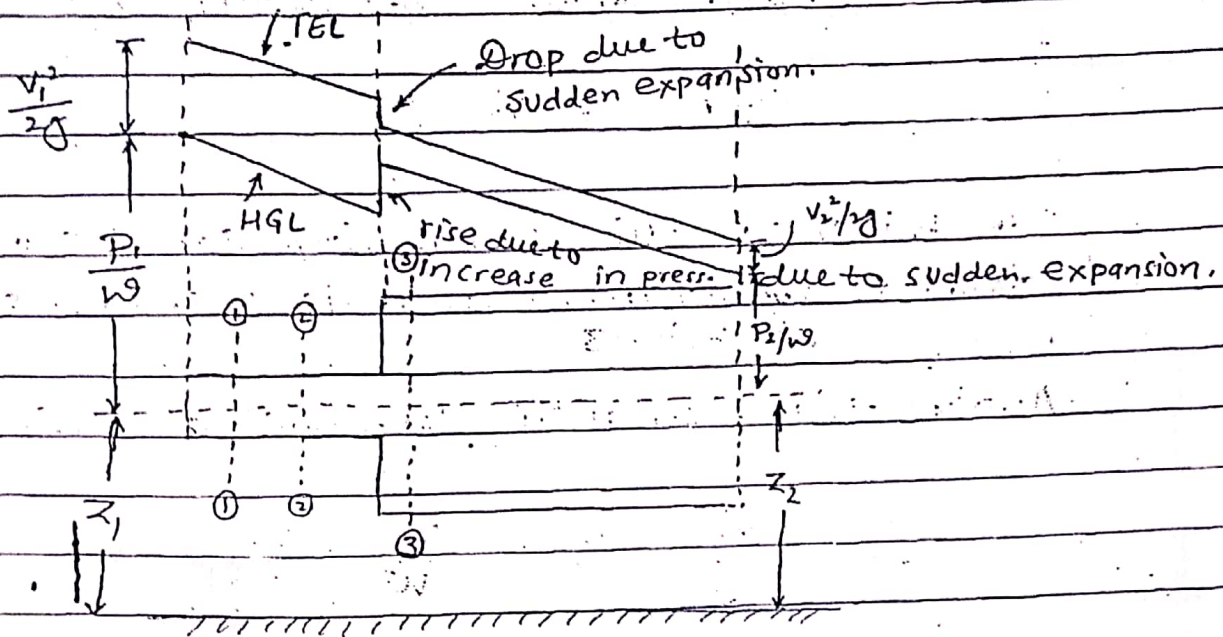 TEL
Drop due to
sudden expansion.
V₁²/2g
HGL
rise due to
③ increase in press. due to sudden expansion.
V₂²/2g
P₁/w
① ②
P₂/w
Z₁
Z₂
① ②
③